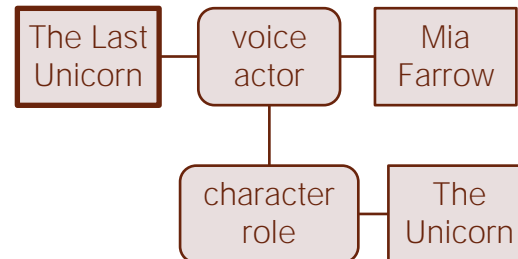 The Last
Unicorn
voice
actor
Mia
Farrow
character
role
The
Unicorn